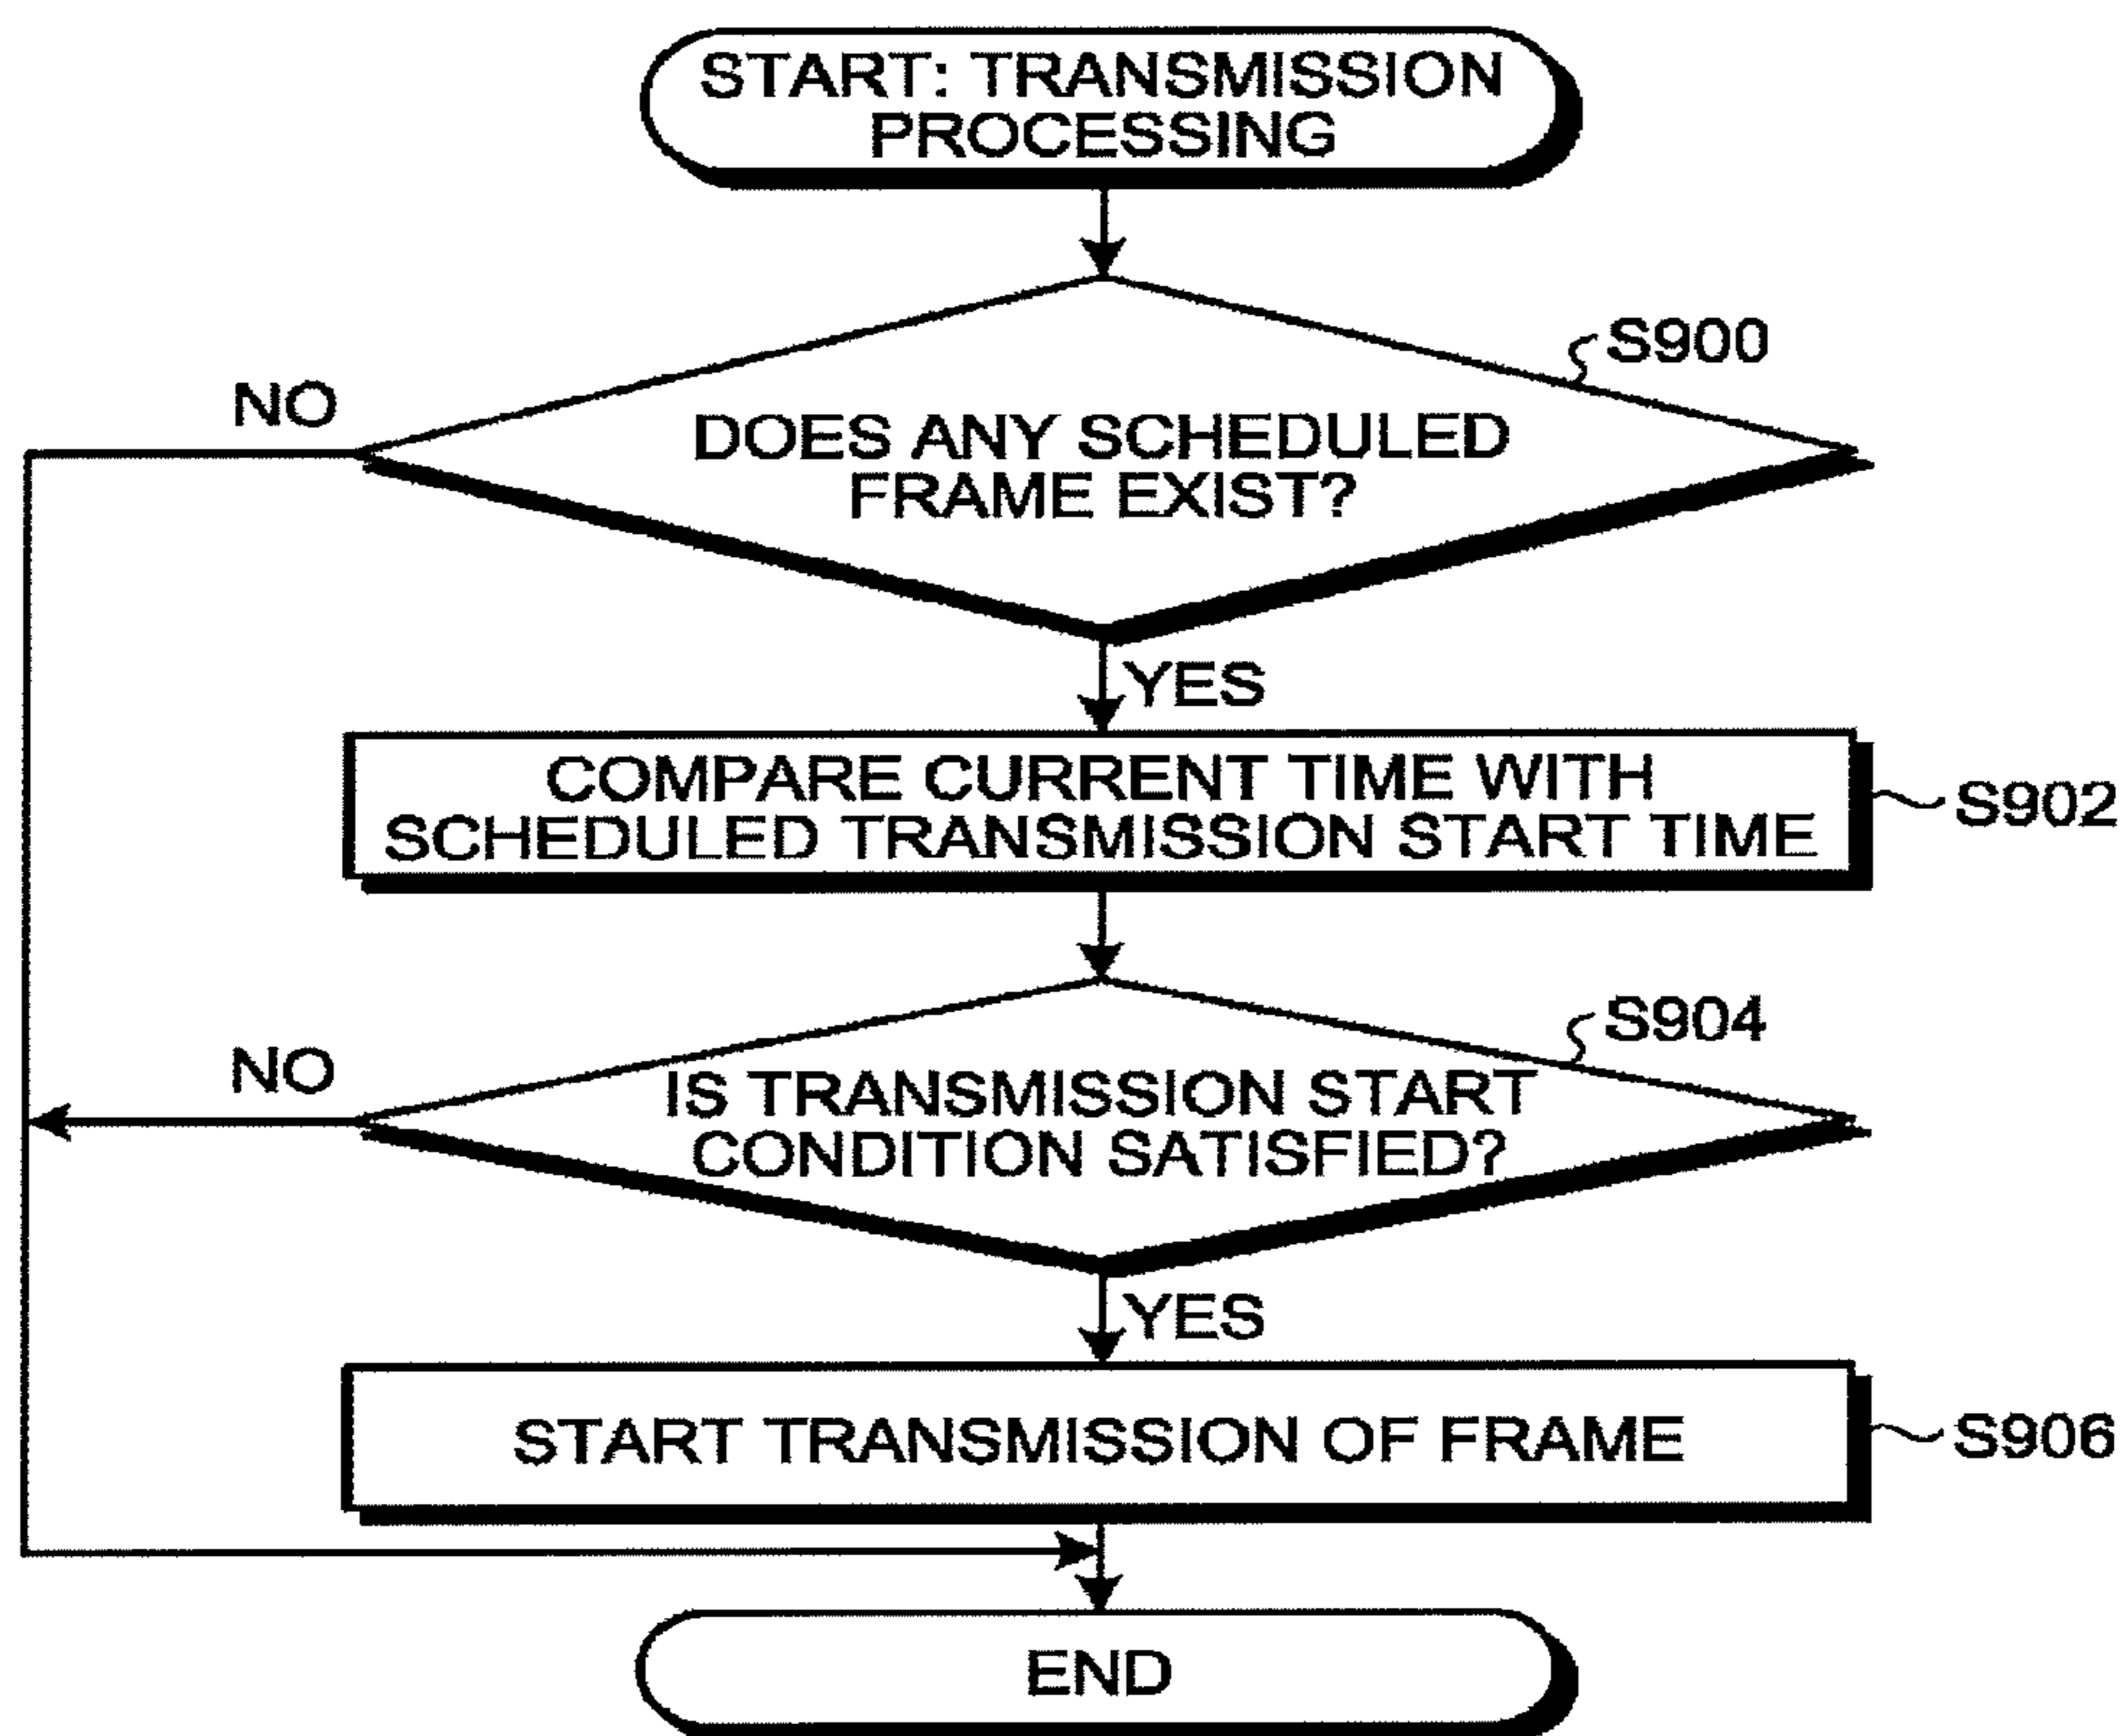 START: TRANSMISSION
PROCESSING
S900
NO
DOES ANY SCHEDULED
FRAME EXIST?
YES
COMPARE CURRENT TIME WITH
SCHEDULED TRANSMISSION START TIME
S902
S904
NO
IS TRANSMISSION START
CONDITION SATISFIED?
YES
START TRANSMISSION OF FRAME
S906
END